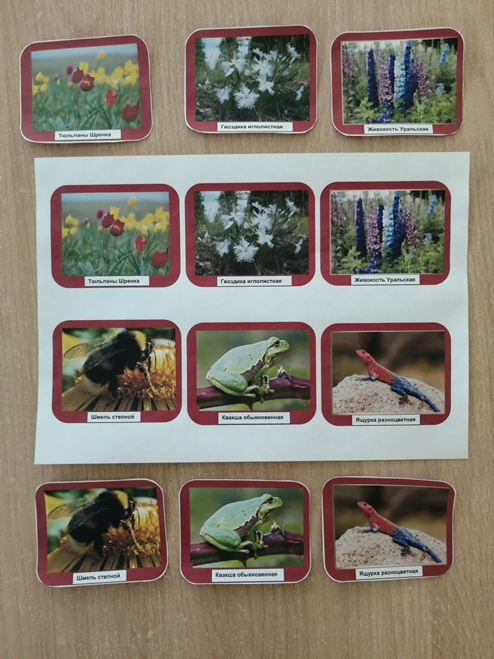 Тюльпаны Шренка
Гвоздика иглолистная
Живокость Уральская
Тюльпаны Шренка
Гвоздика иглолистная
Живокость Уральская
Шмель степной
Квакша обыкновенная
Ящурка разноцветная
Шмель степной
Квакша обыкновенная
Ящурка разноцветная